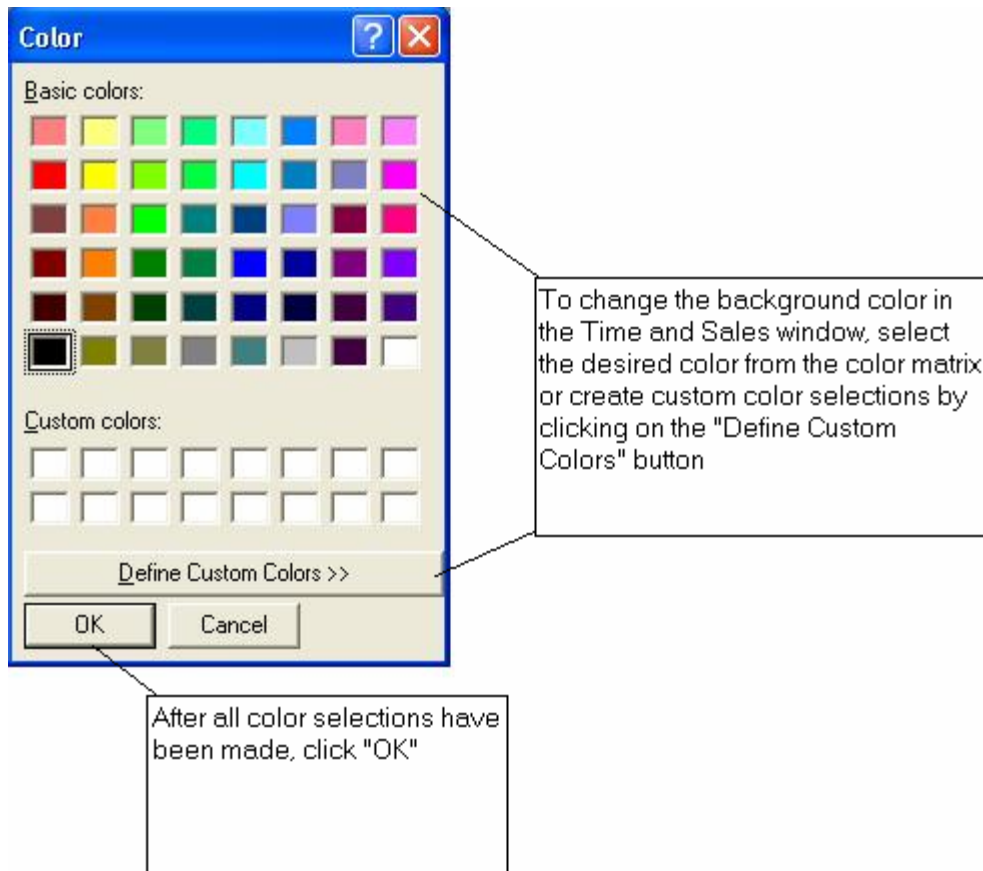 Color
Basic colors:
Custom colors:
Define Custom Colors >>
OK Cancel
To change the background color in
the Time and Sales window, select
the desired color from the color matrix
or create custom color selections by
clicking on the "Define Custom
Colors" button
After all color selections have
been made, click "OK"